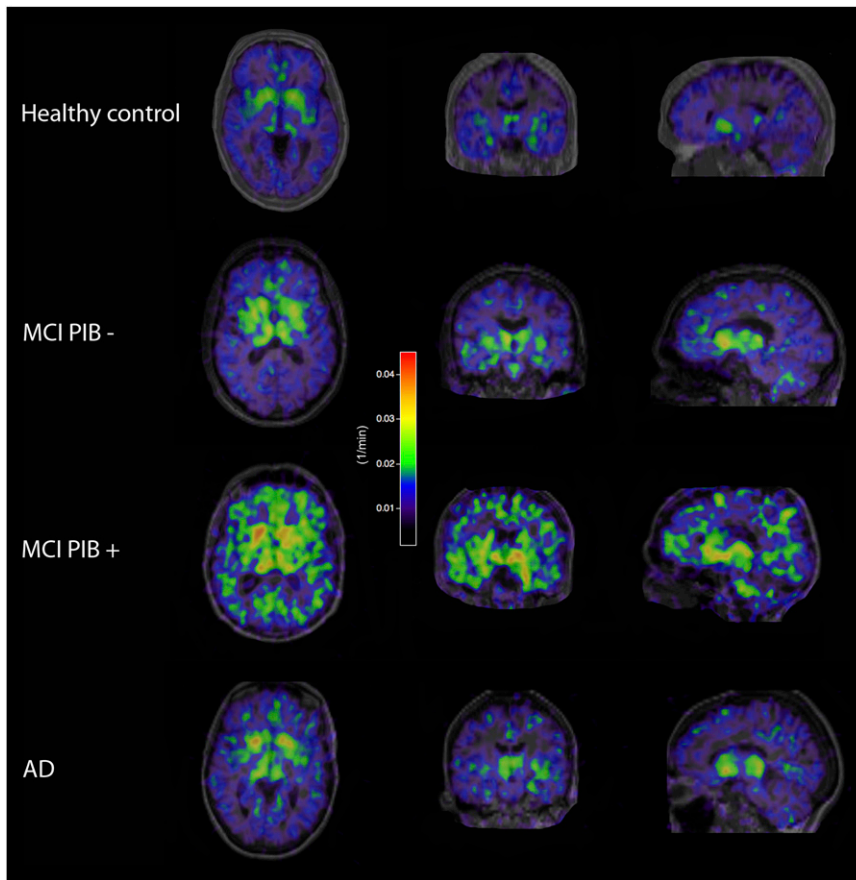 Healthy control
MCI PIB -
0.04
0.03
(1/min)
0.02
0.01
MCI PIB +
AD